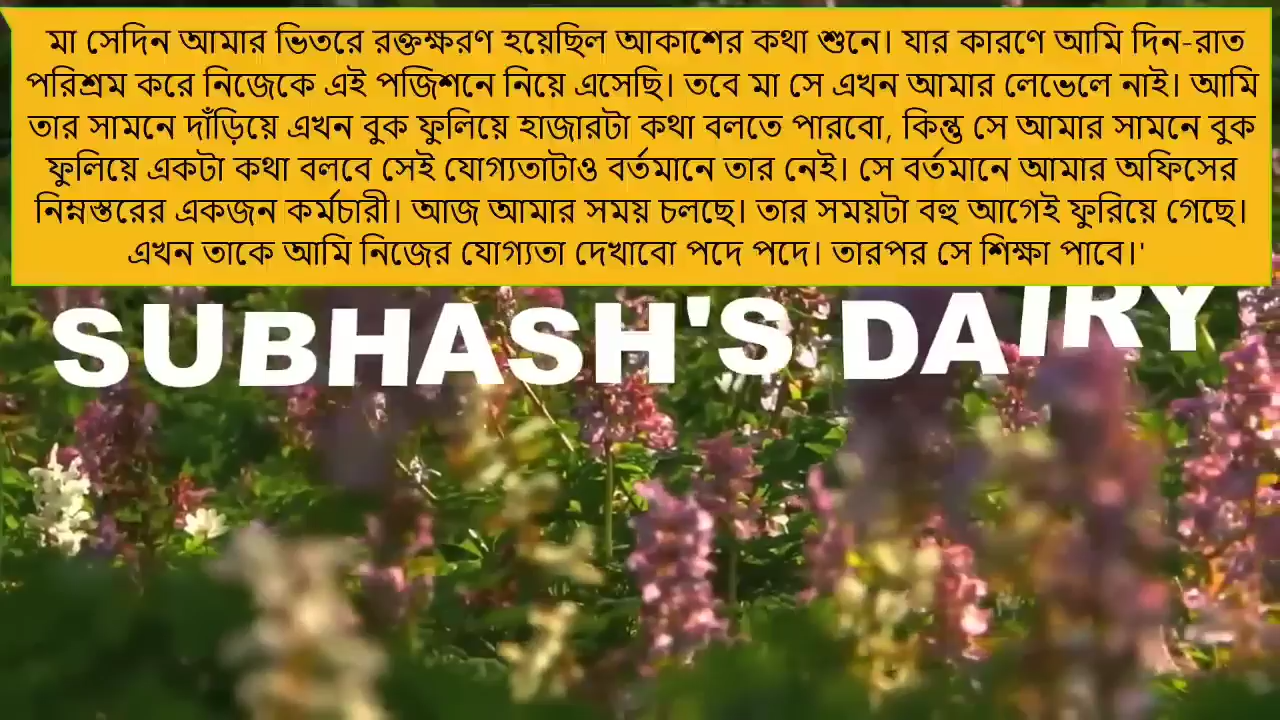 মা সেদিন আমার ভিতরে রক্তক্ষরণ হয়েছিল আকাশের কথা শুনে। যার কারণে আমি দিন-রাত
পরিশ্রম করে নিজেকে এই পজিশনে নিয়ে এসেছি। তবে মা সে এখন আমার লেভেলে নাই। আমি
তার সামনে দাঁড়িয়ে এখন বুক ফুলিয়ে হাজারটা কথা বলতে পারবো, কিন্তু সে আমার সামনে বুক
ফুলিয়ে একটা কথা বলবে সেই যোগ্যতাটাও বর্তমানে তার নেই। সে বর্তমানে আমার অফিসের
নিম্নস্তরের একজন কর্মচারী। আজ আমার সময় চলছে। তার সময়টা বহু আগেই ফুরিয়ে গেছে।
এখন তাকে আমি নিজের যোগ্যতা দেখাবো পদে পদে। তারপর সে শিক্ষা পাবে।'
SUBHASH'S DAIRY